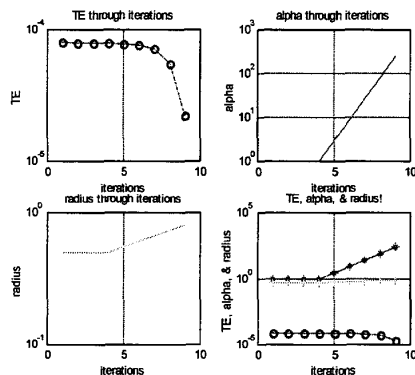 TE through iterations
10^-4
TE
10^-5
0 5 10
iterations
alpha through iterations
10^3
10^2
alpha
10^1
10^0
0 5 10
iterations
radius through iterations
10^0
radius
10^-1
0 5 10
iterations
TE, alpha, & radius!
10^5
TE, alpha, & radius
10^0
10^-5
0 5 10
iterations